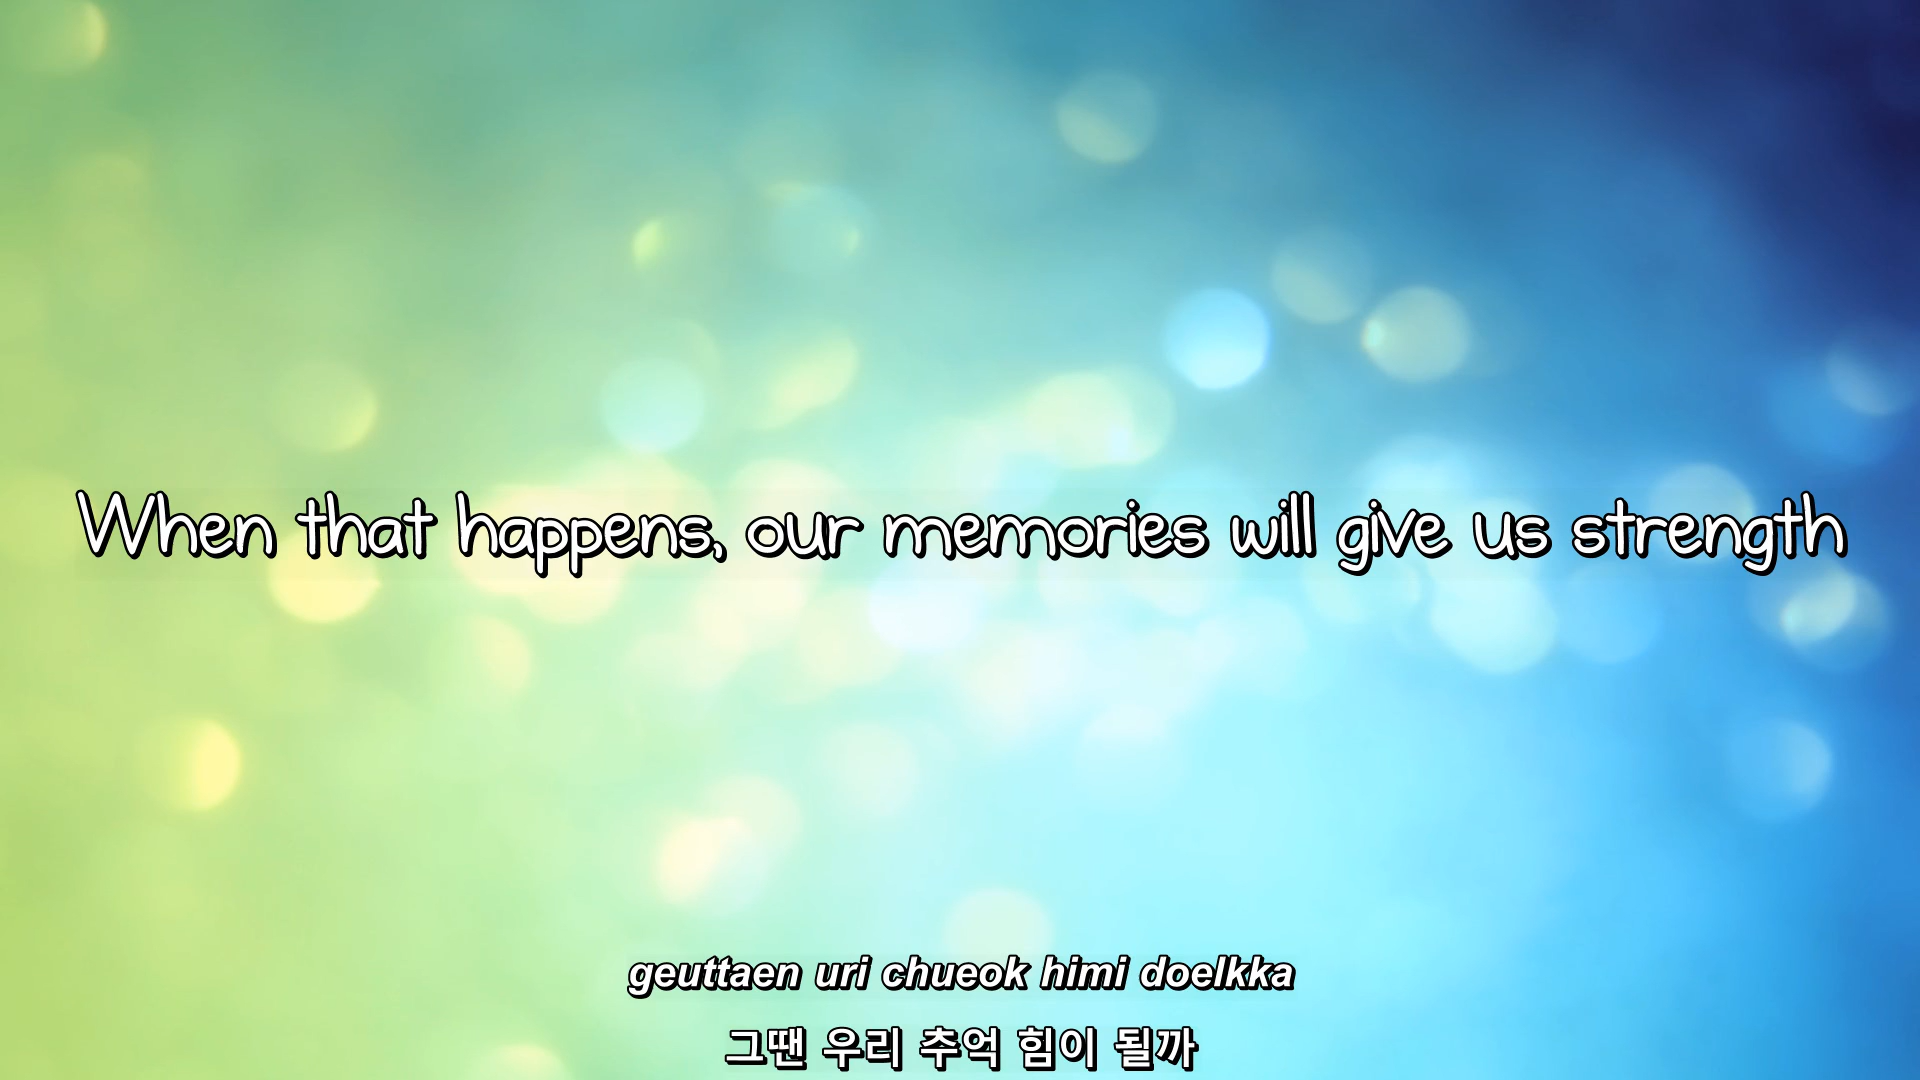 When that happens, our memories will give us strength
geuttaen uri chueok himi doelkka
그땐 우리 추억 힘이 될까